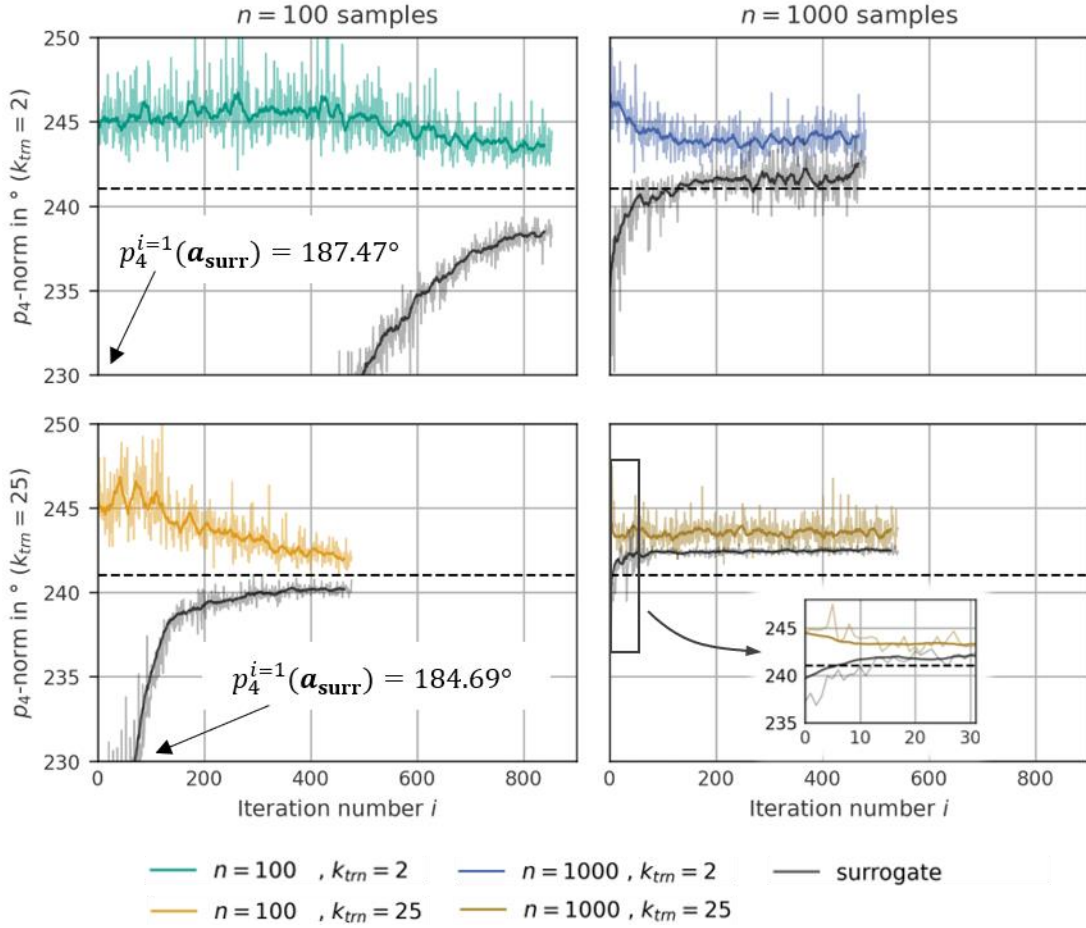 n = 100 samples
n = 1000 samples
p₄-norm in ° (kₜᵣₙ = 2)
250
245
240
235
230
p₄ⁱ⁼¹(a_surr) = 187.47°
p₄-norm in ° (kₜᵣₙ = 25)
250
245
240
235
230
p₄ⁱ⁼¹(a_surr) = 184.69°
245
240
235
0 10 20 30
0 200 400 600 800
0 200 400 600 800
Iteration number i
Iteration number i
n = 100 , kₜᵣₙ = 2
n = 1000 , kₜᵣₙ = 2
surrogate
n = 100 , kₜᵣₙ = 25
n = 1000 , kₜᵣₙ = 25